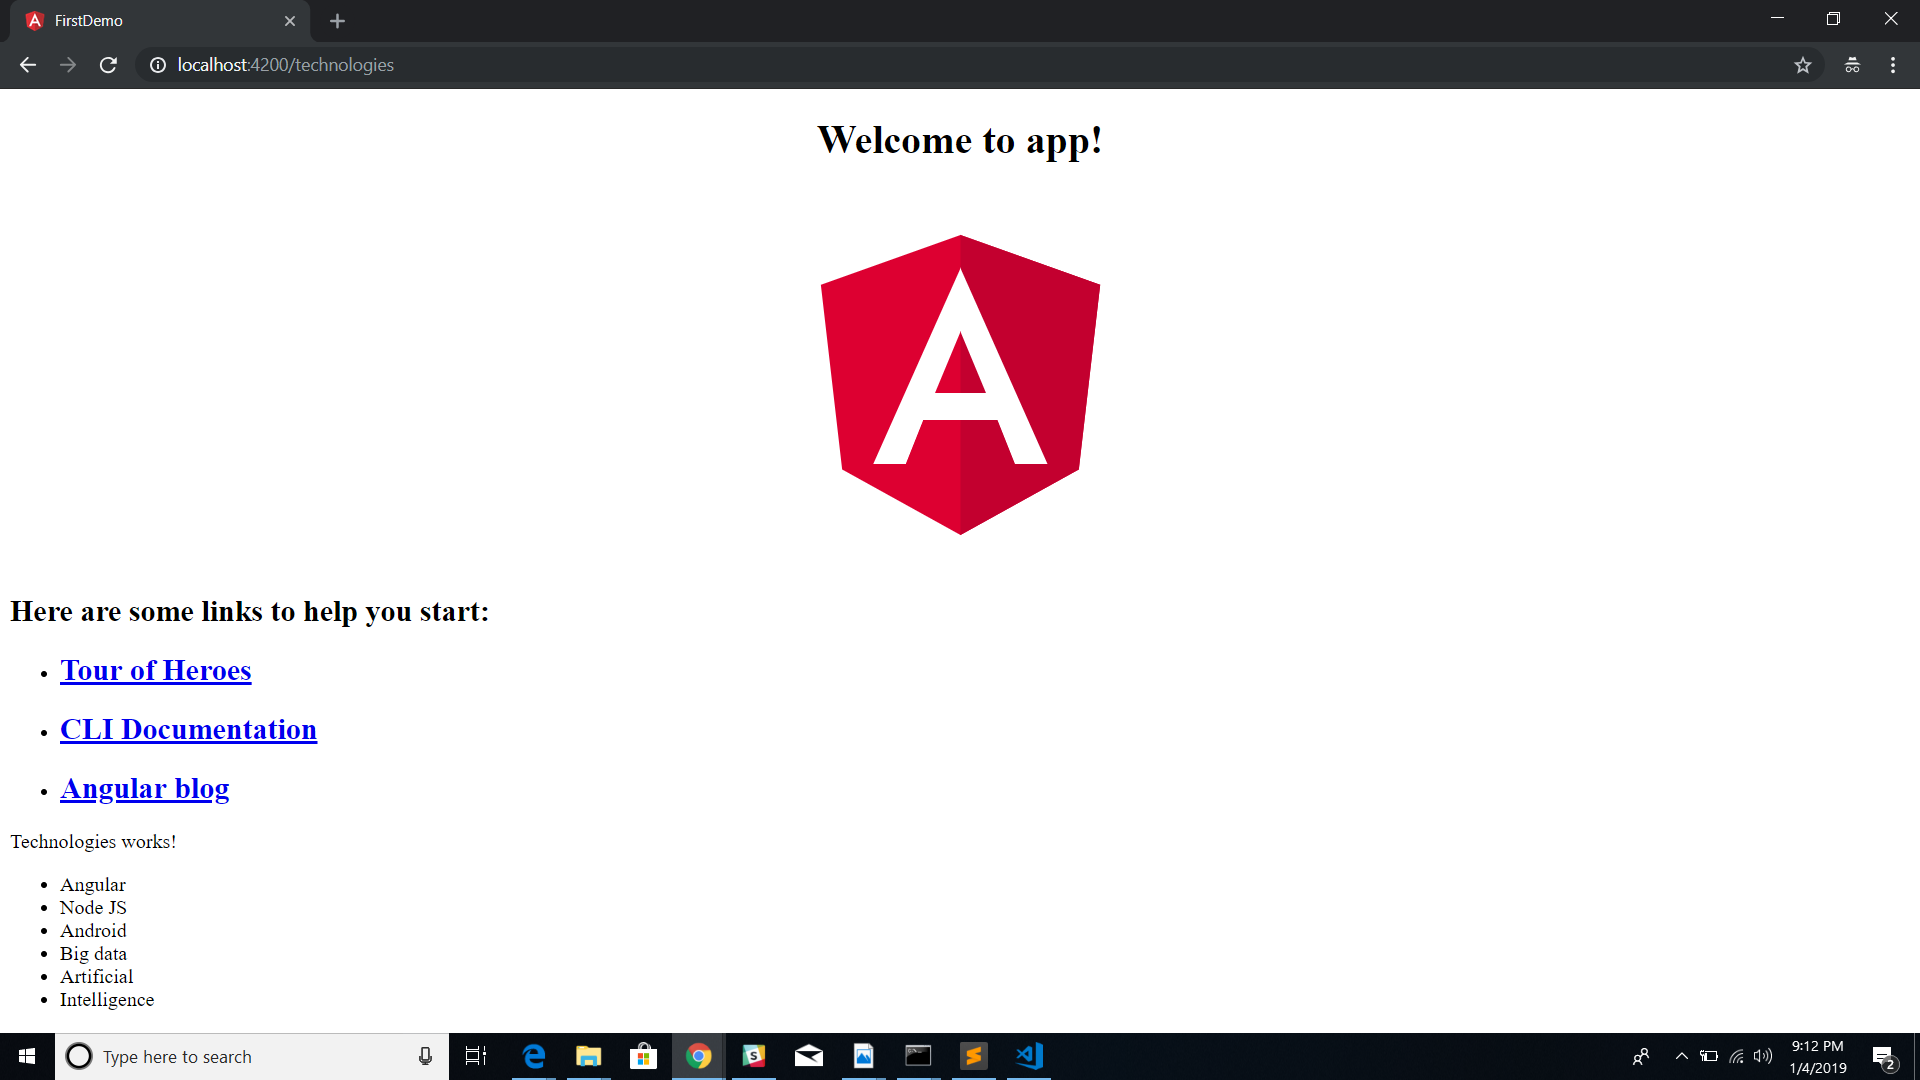 FirstDemo
localhost:4200/technologies
Welcome to app!
A
Here are some links to help you start:
Tour of Heroes
CLI Documentation
Angular blog
Technologies works!
Angular
Node JS
Android
Big data
Artificial
Intelligence
Type here to search
9:12 PM
1/4/2019
2